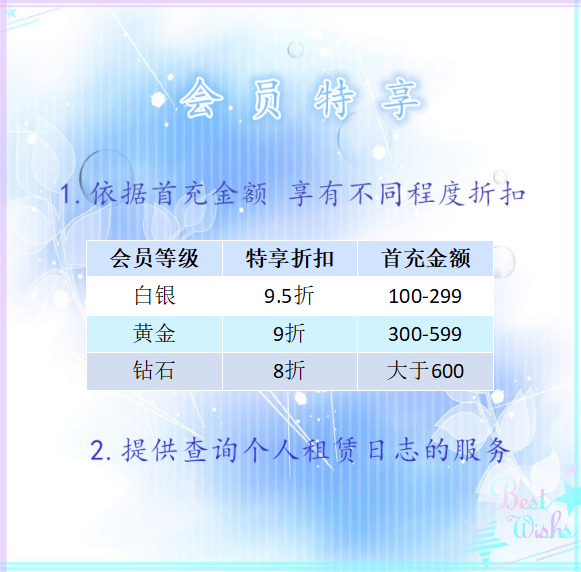 会员特享
1.依据首充金额 享有不同程度折扣
会员等级 特享折扣 首充金额
白银 9.5折 100-299
黄金 9折 300-599
钻石 8折 大于600
2.提供查询个人租赁日志的服务
Best
Wishs